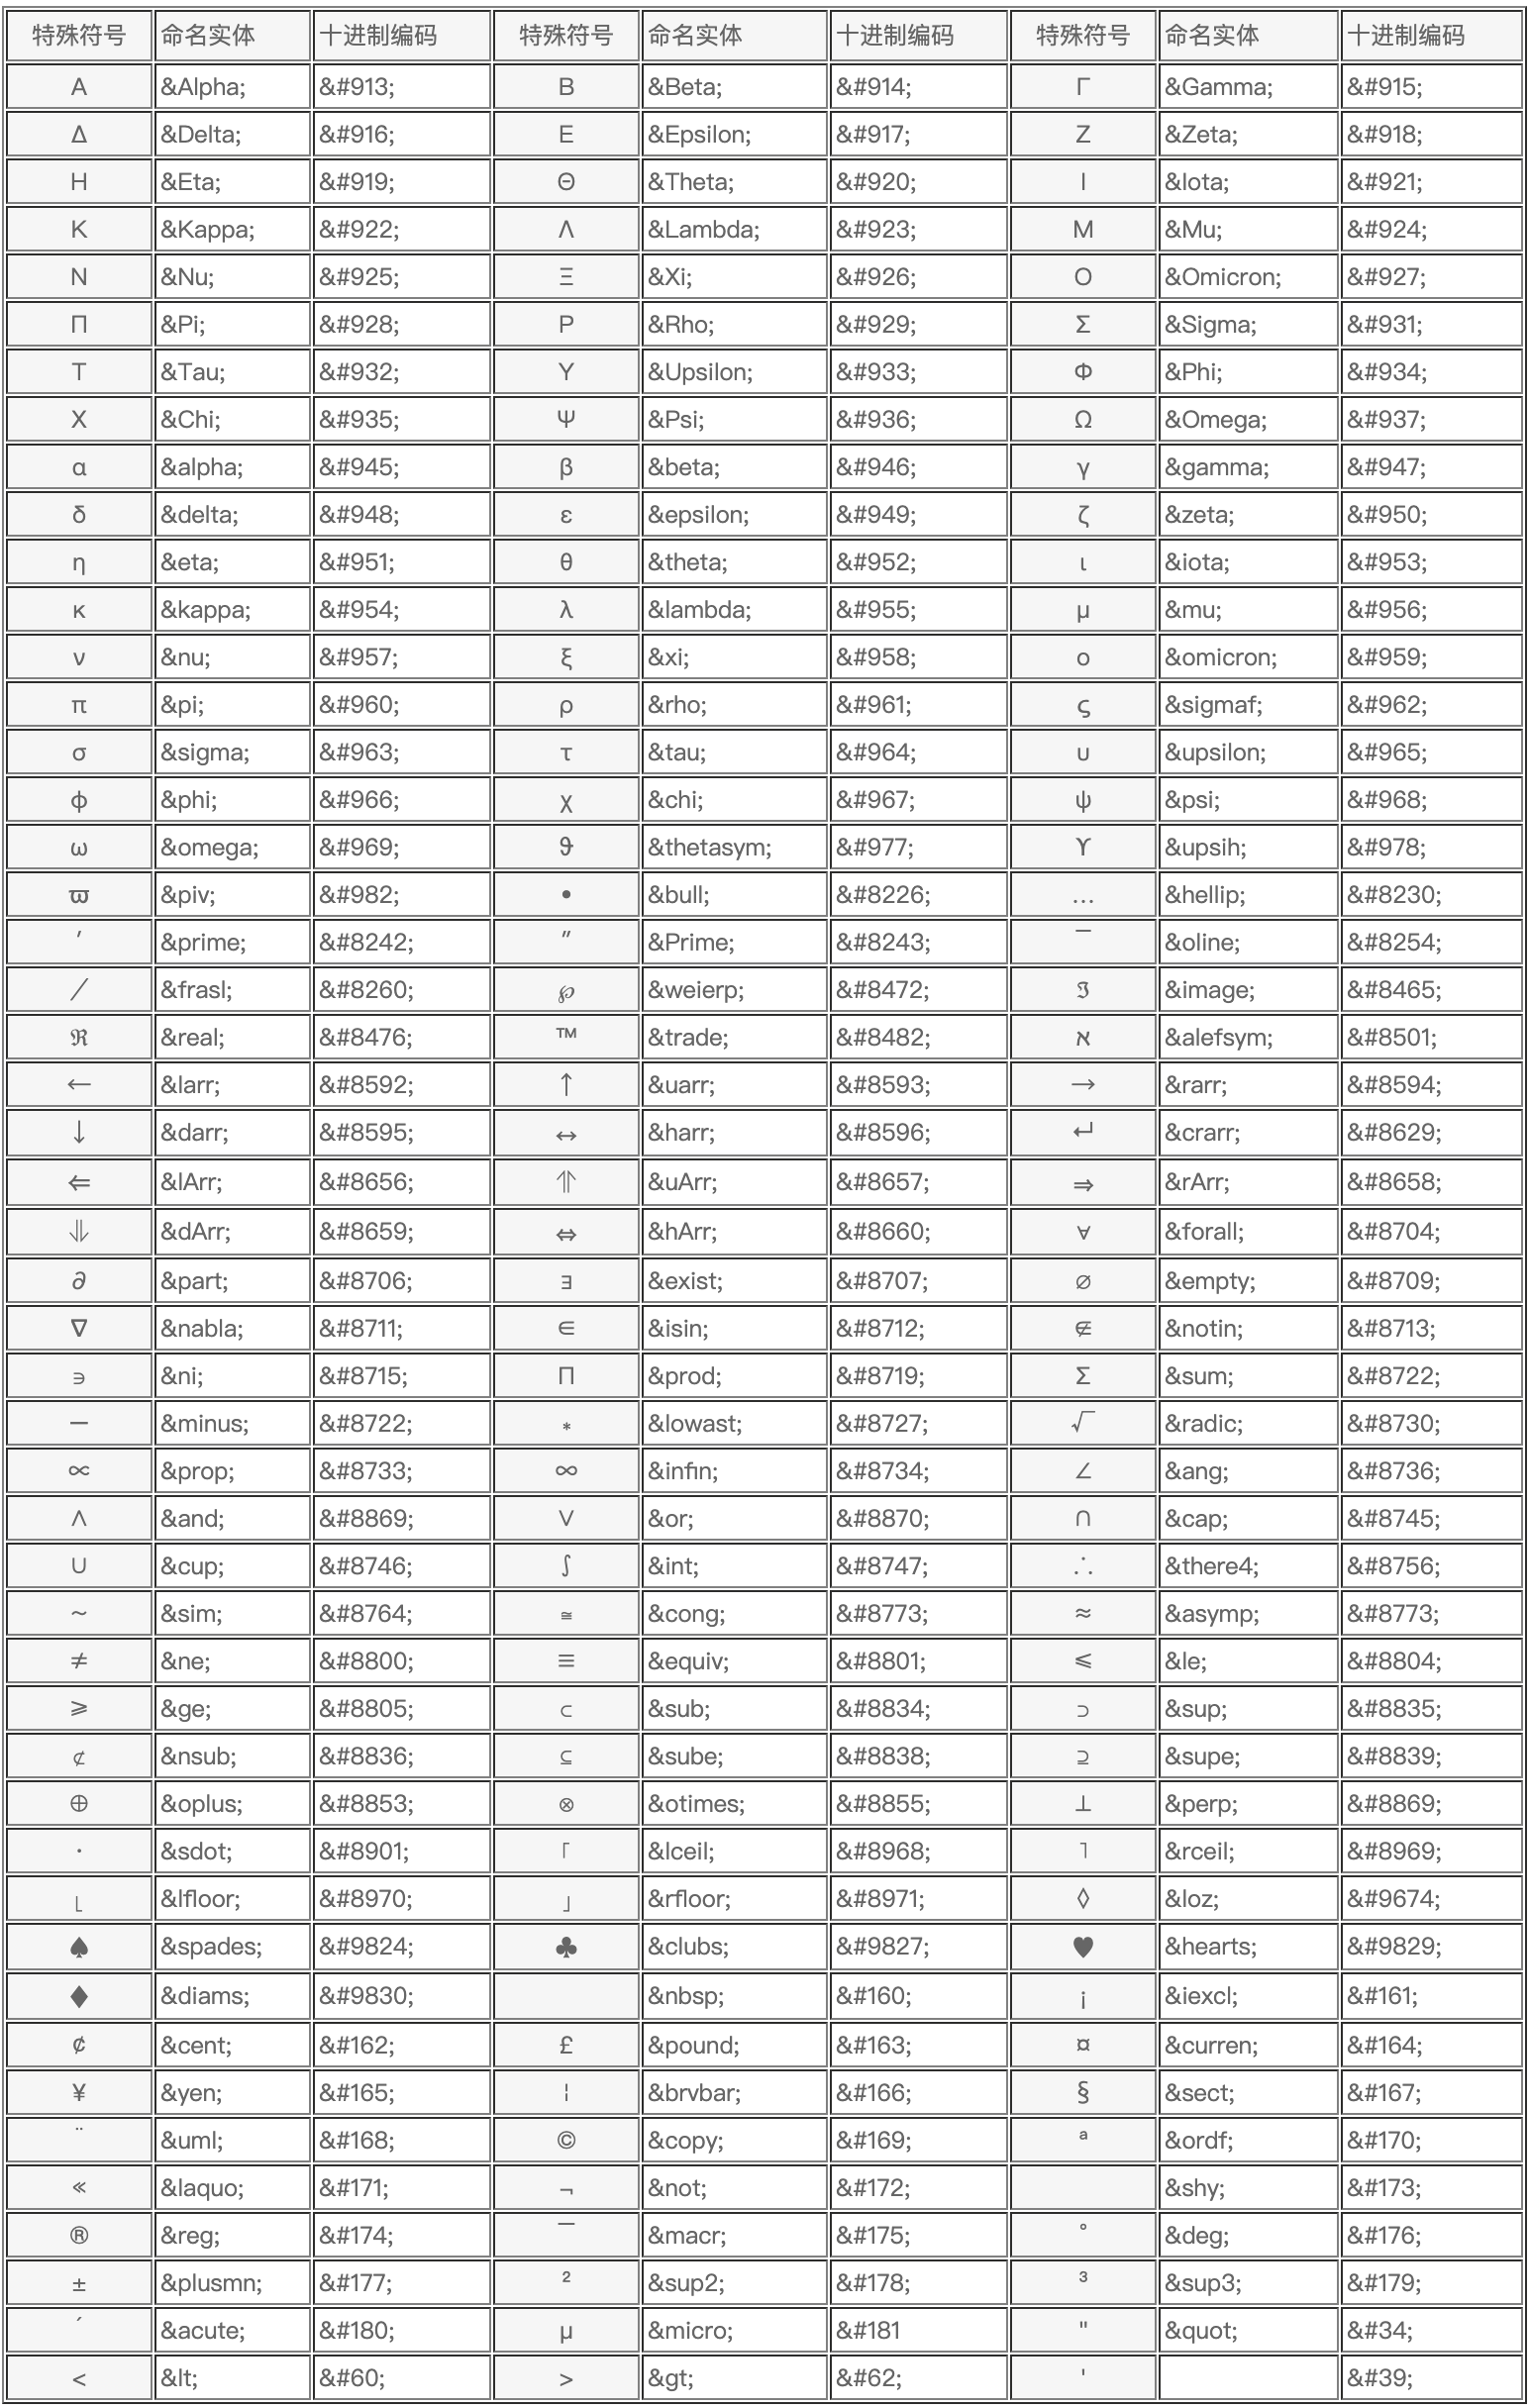 特殊符号 命名实体 十进制编码 特殊符号 命名实体 十进制编码 特殊符号 命名实体 十进制编码
Α &Alpha; &#913; Β &Beta; &#914; Γ &Gamma; &#915;
Δ &Delta; &#916; Ε &Epsilon; &#917; Ζ &Zeta; &#918;
Η &Eta; &#919; Θ &Theta; &#920; Ι &Iota; &#921;
Κ &Kappa; &#922; Λ &Lambda; &#923; Μ &Mu; &#924;
Ν &Nu; &#925; Ξ &Xi; &#926; Ο &Omicron; &#927;
Π &Pi; &#928; Ρ &Rho; &#929; Σ &Sigma; &#931;
Τ &Tau; &#932; Υ &Upsilon; &#933; Φ &Phi; &#934;
Χ &Chi; &#935; Ψ &Psi; &#936; Ω &Omega; &#937;
α &alpha; &#945; β &beta; &#946; γ &gamma; &#947;
δ &delta; &#948; ε &epsilon; &#949; ζ &zeta; &#950;
η &eta; &#951; θ &theta; &#952; ι &iota; &#953;
κ &kappa; &#954; λ &lambda; &#955; μ &mu; &#956;
ν &nu; &#957; ξ &xi; &#958; ο &omicron; &#959;
π &pi; &#960; ρ &rho; &#961; ς &sigmaf; &#962;
σ &sigma; &#963; τ &tau; &#964; υ &upsilon; &#965;
φ &phi; &#966; χ &chi; &#967; ψ &psi; &#968;
ω &omega; &#969; ϑ &thetasym; &#977; ϒ &upsih; &#978;
ϖ &piv; &#982; • &bull; &#8226; … &hellip; &#8230;
′ &prime; &#8242; ″ &Prime; &#8243; ‾ &oline; &#8254;
⁄ &frasl; &#8260; ℘ &weierp; &#8472; ℑ &image; &#8465;
ℜ &real; &#8476; ™ &trade; &#8482; ℵ &alefsym; &#8501;
← &larr; &#8592; ↑ &uarr; &#8593; → &rarr; &#8594;
↓ &darr; &#8595; ↔ &harr; &#8596; ↵ &crarr; &#8629;
⇐ &lArr; &#8656; ⇑ &uArr; &#8657; ⇒ &rArr; &#8658;
⇓ &dArr; &#8659; ⇔ &hArr; &#8660; ∀ &forall; &#8704;
∂ &part; &#8706; ∃ &exist; &#8707; ∅ &empty; &#8709;
∇ &nabla; &#8711; ∈ &isin; &#8712; ∉ &notin; &#8713;
∋ &ni; &#8715; ∏ &prod; &#8719; ∑ &sum; &#8722;
− &minus; &#8722; ∗ &lowast; &#8727; √ &radic; &#8730;
∝ &prop; &#8733; ∞ &infin; &#8734; ∠ &ang; &#8736;
∧ &and; &#8869; ∨ &or; &#8870; ∩ &cap; &#8745;
∪ &cup; &#8746; ∫ &int; &#8747; ∴ &there4; &#8756;
∼ &sim; &#8764; ≅ &cong; &#8773; ≈ &asymp; &#8773;
≠ &ne; &#8800; ≡ &equiv; &#8801; ≤ &le; &#8804;
≥ &ge; &#8805; ⊂ &sub; &#8834; ⊃ &sup; &#8835;
⊄ &nsub; &#8836; ⊆ &sube; &#8838; ⊇ &supe; &#8839;
⊕ &oplus; &#8853; ⊗ &otimes; &#8855; ⊥ &perp; &#8869;
⋅ &sdot; &#8901; ⌈ &lceil; &#8968; ⌉ &rceil; &#8969;
⌊ &lfloor; &#8970; ⌋ &rfloor; &#8971; ◊ &loz; &#9674;
♠ &spades; &#9824; ♣ &clubs; &#9827; ♥ &hearts; &#9829;
♦ &diams; &#9830; &nbsp; &#160; ¡ &iexcl; &#161;
¢ &cent; &#162; £ &pound; &#163; ¤ &curren; &#164;
¥ &yen; &#165; ¦ &brvbar; &#166; § &sect; &#167;
¨ &uml; &#168; © &copy; &#169; ª &ordf; &#170;
« &laquo; &#171; ¬ &not; &#172; &shy; &#173;
® &reg; &#174; ¯ &macr; &#175; ° &deg; &#176;
± &plusmn; &#177; ² &sup2; &#178; ³ &sup3; &#179;
´ &acute; &#180; µ &micro; &#181 " &quot; &#34;
< &lt; &#60; > &gt; &#62; ' &#39;